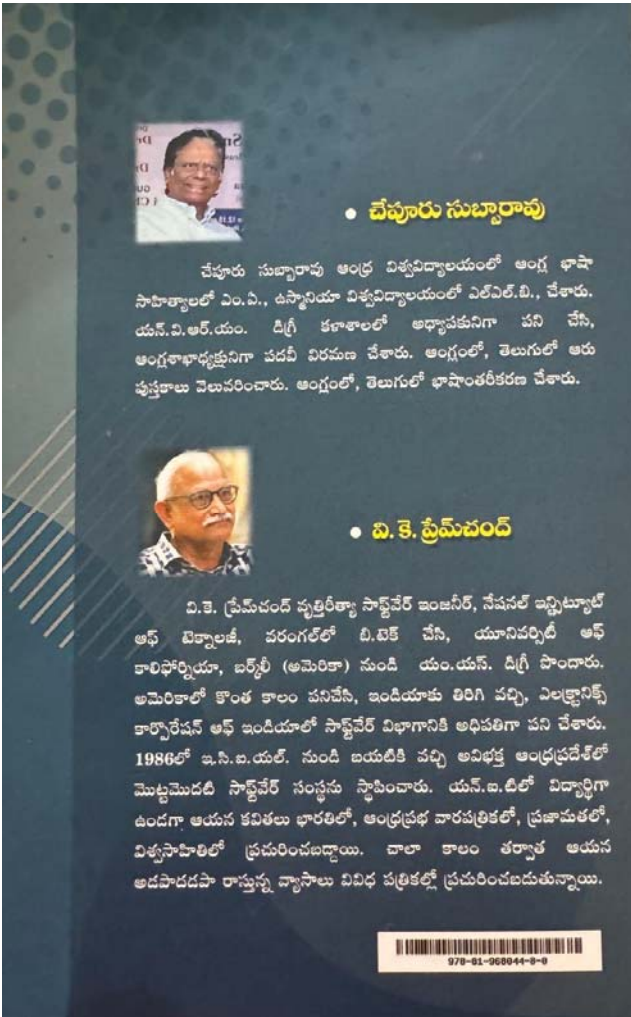 • చేపూరు సుబ్బారావు
చేపూరు సుబ్బారావు ఆంధ్ర విశ్వవిద్యాలయంలో ఆంగ్ల భాషా
సాహిత్యాలలో ఎం.ఏ., ఉస్మానియా విశ్వవిద్యాలయంలో ఎల్ఎల్.బి., చేశారు.
యన్.వి.ఆర్.యం. డిగ్రీ కళాశాలలో అధ్యాపకునిగా పని చేసి,
ఆంగ్లశాఖాధ్యక్షునిగా పదవీ విరమణ చేశారు. ఆంగ్లంలో, తెలుగులో ఆరు
పుస్తకాలు వెలువరించారు. ఆంగ్లంలో, తెలుగులో భాషాంతరీకరణ చేశారు.
• వి. కె. ప్రేమ్‌చంద్
వి.కె. ప్రేమ్‌చంద్ వృత్తిరీత్యా సాఫ్ట్‌వేర్ ఇంజనీర్, నేషనల్ ఇన్స్టిట్యూట్
ఆఫ్ టెక్నాలజీ, వరంగల్‌లో బి.టెక్ చేసి, యూనివర్సిటీ ఆఫ్
కాలిఫోర్నియా, బర్క్‌లీ (అమెరికా) నుండి యం.యస్. డిగ్రీ పొందారు.
అమెరికాలో కొంత కాలం పనిచేసి, ఇండియాకు తిరిగి వచ్చి, ఎలక్ట్రానిక్స్
కార్పొరేషన్ ఆఫ్ ఇండియాలో సాఫ్ట్‌వేర్ విభాగానికి అధిపతిగా పని చేశారు.
1986లో ఇ.సి.ఐ.యల్. నుండి బయటికి వచ్చి అవిభక్త ఆంధ్రప్రదేశ్‌లో
మొట్టమొదటి సాఫ్ట్‌వేర్ సంస్థను స్థాపించారు. యన్.ఐ.టిలో విద్యార్థిగా
ఉండగా ఆయన కవితలు భారతిలో, ఆంధ్రప్రభ వారపత్రికలో, ప్రజామతలో,
విశ్వసాహితిలో ప్రచురించబడ్డాయి. చాలా కాలం తర్వాత ఆయన
అడపాదడపా రాస్తున్న వ్యాసాలు వివిధ పత్రికల్లో ప్రచురించబడుతున్నాయి.
978-81-968044-8-0